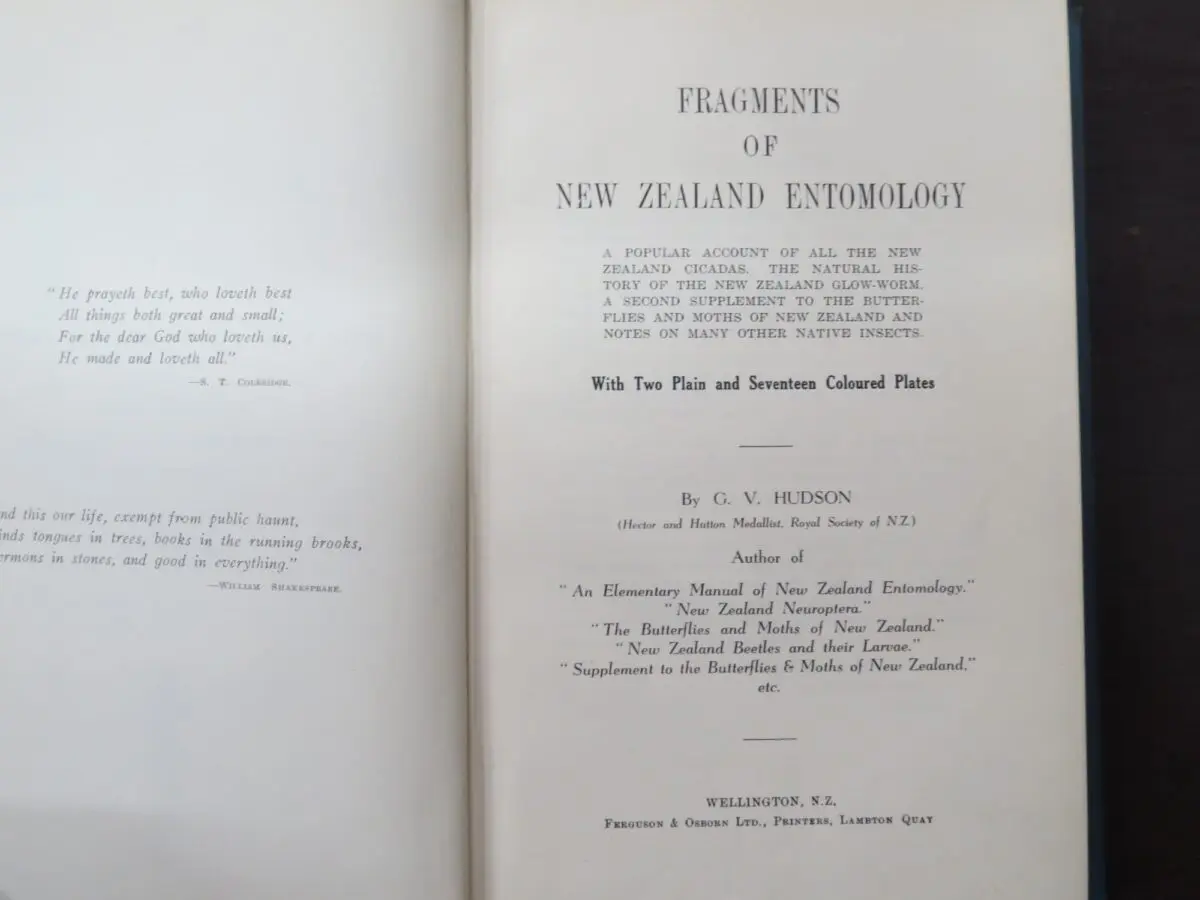 "He prayeth best, who loveth best
All things both great and small;
For the dear God who loveth us,
He made and loveth all."
—S. T. Coleridge.
nd this our life, exempt from public haunt,
inds tongues in trees, books in the running brooks,
ermons in stones, and good in everything."
—William Shakespeare.
FRAGMENTS
OF
NEW ZEALAND ENTOMOLOGY
A POPULAR ACCOUNT OF ALL THE NEW
ZEALAND CICADAS. THE NATURAL HIS-
TORY OF THE NEW ZEALAND GLOW-WORM.
A SECOND SUPPLEMENT TO THE BUTTER-
FLIES AND MOTHS OF NEW ZEALAND AND
NOTES ON MANY OTHER NATIVE INSECTS.
With Two Plain and Seventeen Coloured Plates
By G. V. HUDSON
(Hector and Hutton Medallist, Royal Society of N.Z.)
Author of
"An Elementary Manual of New Zealand Entomology."
"New Zealand Neuroptera."
"The Butterflies and Moths of New Zealand."
"New Zealand Beetles and their Larvae."
"Supplement to the Butterflies & Moths of New Zealand,"
etc.
WELLINGTON, N.Z.
Ferguson & Osborn Ltd., Printers, Lambton Quay